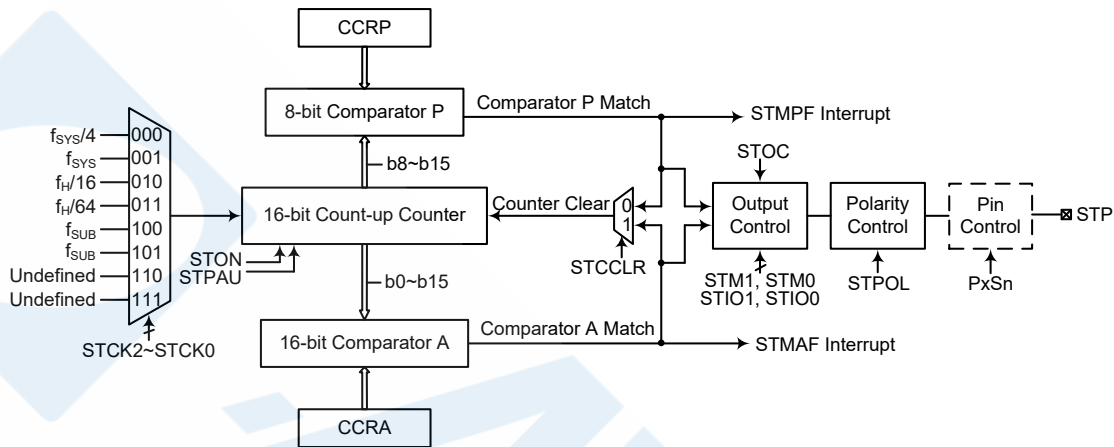 CCRP
8-bit Comparator P
Comparator P Match
STMPF Interrupt
fSYS/4
000
fSYS
001
fH/16
010
fH/64
011
fSUB
100
fSUB
101
Undefined
110
Undefined
111
STCK2~STCK0
b8~b15
16-bit Count-up Counter
STON
STPAU
Counter Clear
0
1
STCCLR
STOC
Output
Control
STM1, STM0
STIO1, STIO0
Polarity
Control
STPOL
Pin
Control
PxSn
STP
b0~b15
16-bit Comparator A
Comparator A Match
STMAF Interrupt
CCRA